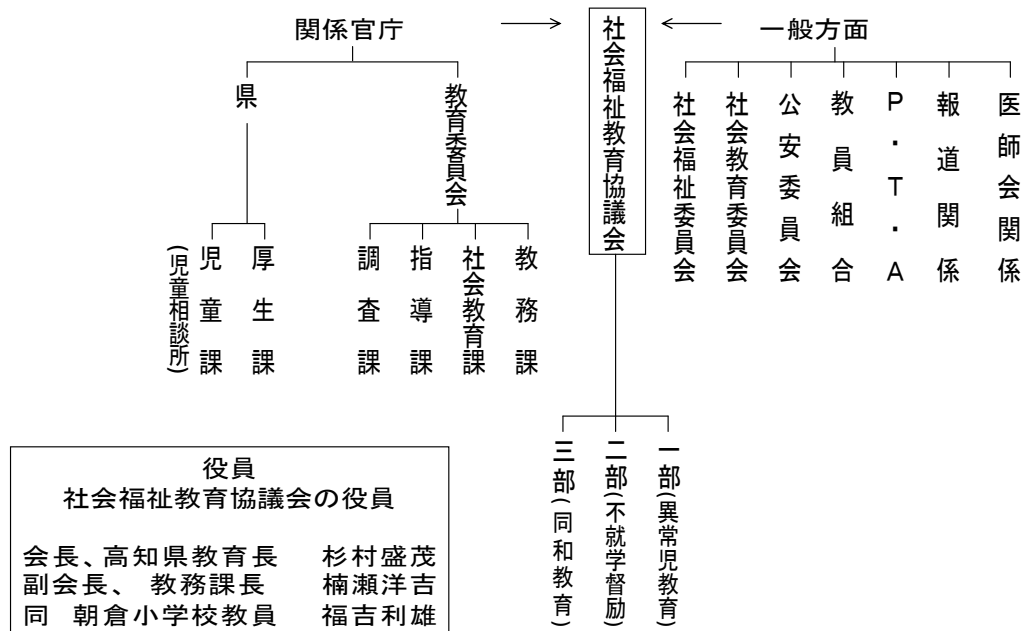 関係官庁
社会福祉教育協議会
一般方面
県
教育委員会
社会福祉委員会
社会教育委員会
公安委員会
教員組合
P・T・A
報道関係
医師会関係
(児童相談所)
児童課
厚生課
調査課
指導課
社会教育課
教務課
三部(同和教育)
二部(不就学督励)
一部(異常児教育)
役員
社会福祉教育協議会の役員
会長、高知県教育長 杉村盛茂
副会長、 教務課長 楠瀬洋吉
同 朝倉小学校教員 福吉利雄